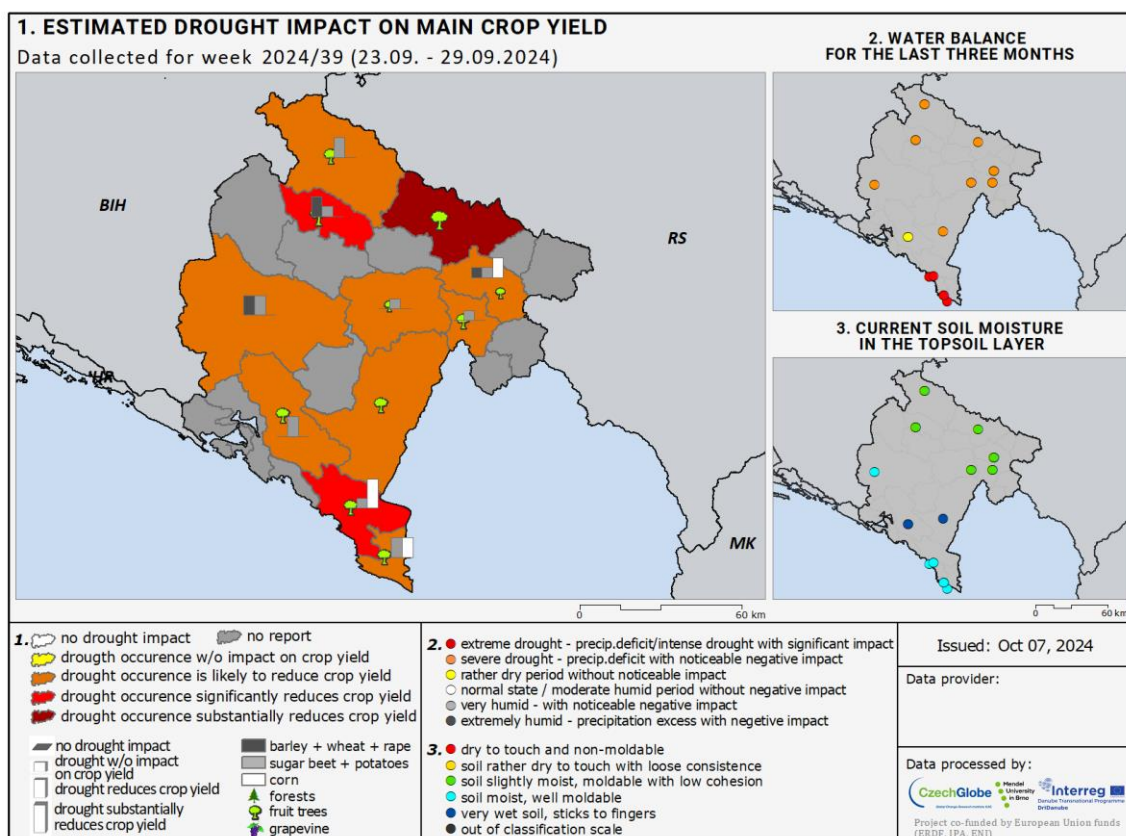 1. ESTIMATED DROUGHT IMPACT ON MAIN CROP YIELD
Data collected for week 2024/39 (23.09. - 29.09.2024)
BIH
RS
HR
MK
0 60 km
2. WATER BALANCE
FOR THE LAST THREE MONTHS
3. CURRENT SOIL MOISTURE
IN THE TOPSOIL LAYER
0 60 km
1. no drought impact no report
drougth occurence w/o impact on crop yield
drought occurence is likely to reduce crop yield
drought occurence significantly reduces crop yield
drought occurence substantially reduces crop yield
no drought impact
drought w/o impact
on crop yield
drought reduces crop yield
drought substantially
reduces crop yield
barley + wheat + rape
sugar beet + potatoes
corn
forests
fruit trees
grapevine
2. extreme drought - precip.deficit/intense drought with significant impact
severe drought - precip.deficit with noticeable negative impact
rather dry period without noticeable impact
normal state / moderate humid period without negative impact
very humid - with noticeable negative impact
extremely humid - precipitation excess with negetive impact
3. dry to touch and non-moldable
soil rather dry to touch with loose consistence
soil slightly moist, moldable with low cohesion
soil moist, well moldable
very wet soil, sticks to fingers
out of classification scale
Issued: Oct 07, 2024
Data provider:
Data processed by:
CzechGlobe
Mendel
University
in Brno
Interreg
Danube Transnational Programme
DriDanube
Project co-funded by European Union funds
(ERDF, IPA, ENI)